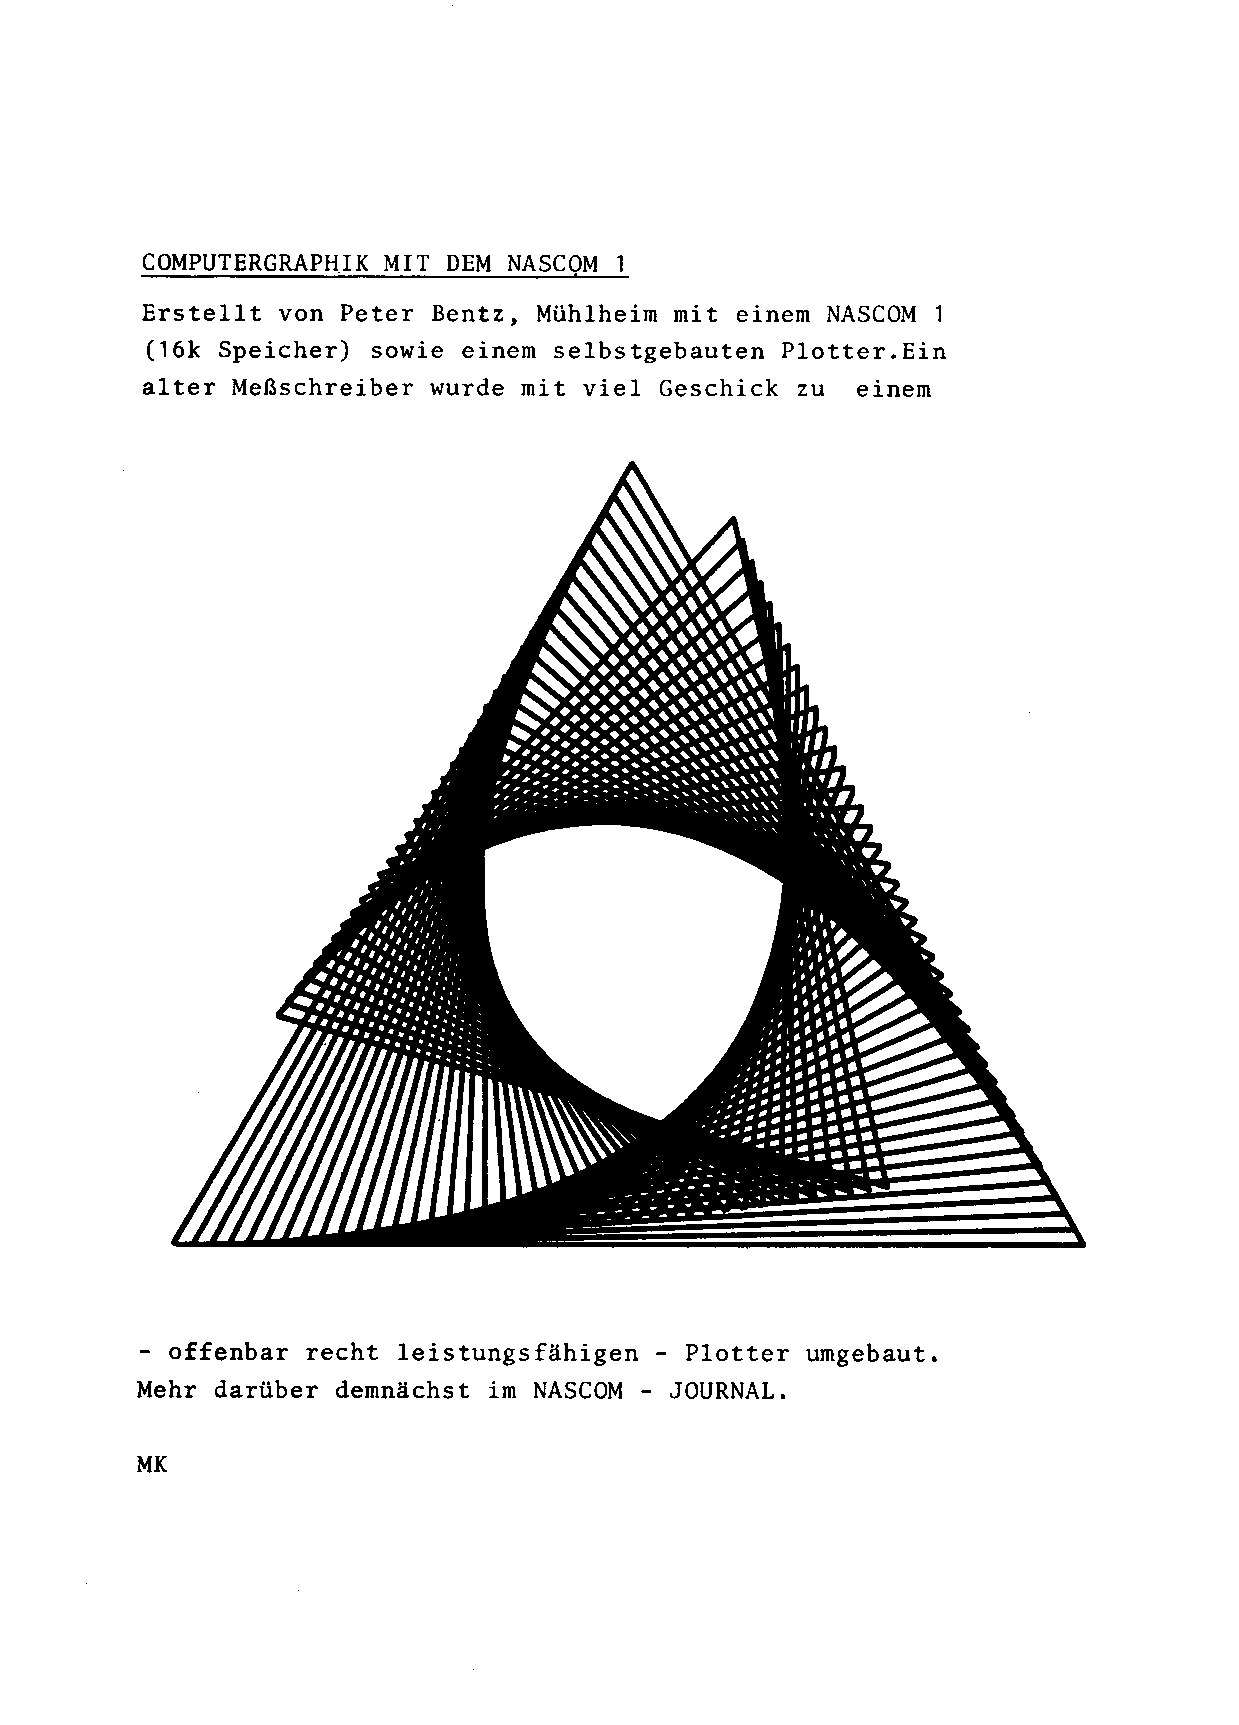 COMPUTERGRAPHIK MIT DEM NASCOM 1
Erstellt von Peter Bentz, Mühlheim mit einem NASCOM 1
(16k Speicher) sowie einem selbstgebauten Plotter.Ein
alter Meßschreiber wurde mit viel Geschick zu einem
- offenbar recht leistungsfähigen - Plotter umgebaut.
Mehr darüber demnächst im NASCOM - JOURNAL.
MK